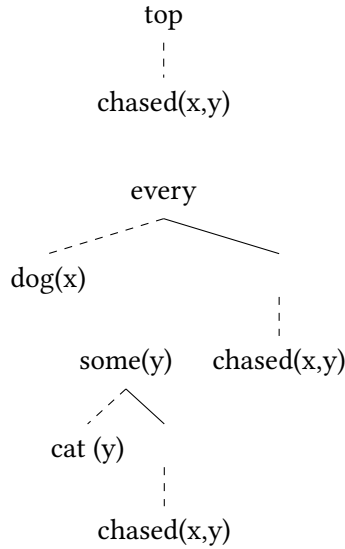 top
chased(x,y)
every
dog(x)
some(y) chased(x,y)
cat (y)
chased(x,y)